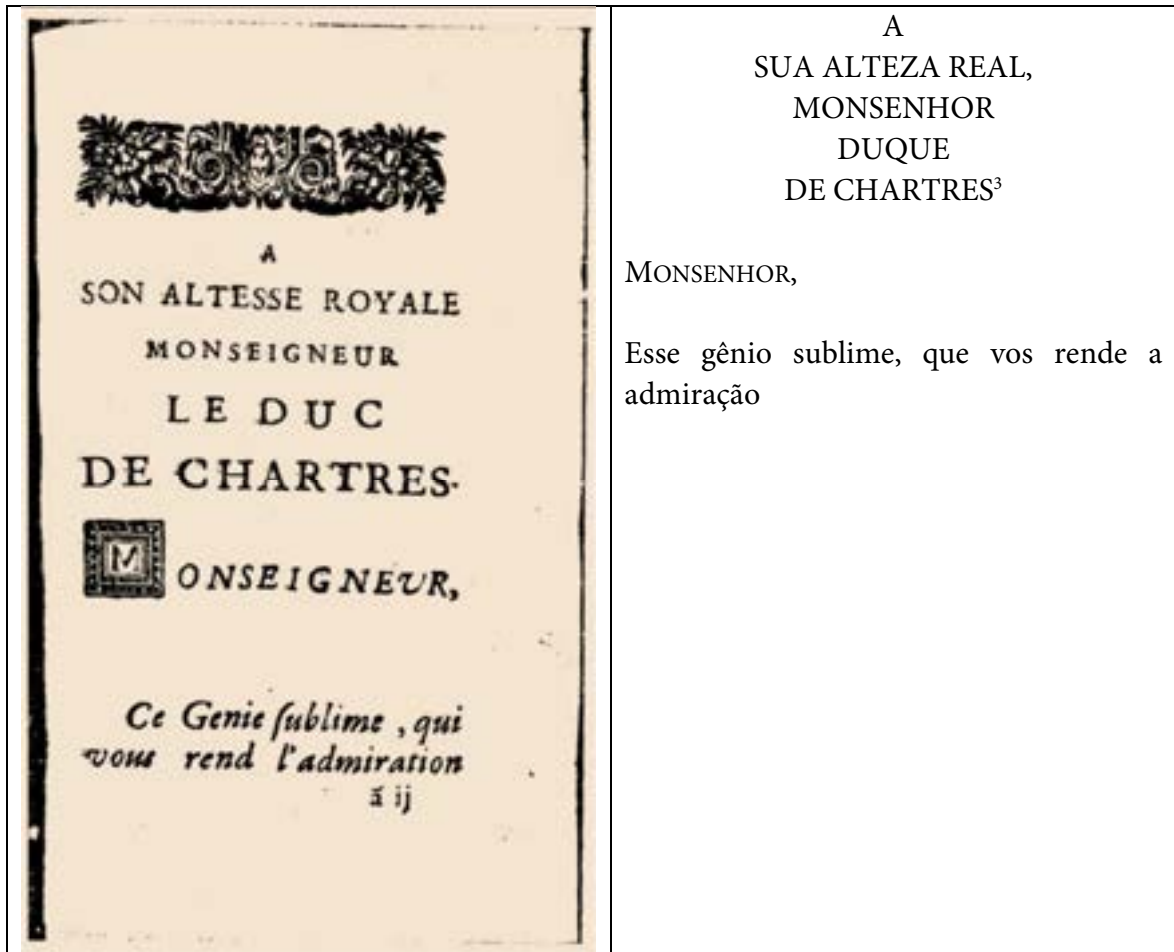 A
SON ALTESSE ROYALE
MONSEIGNEUR
LE DUC
DE CHARTRES.
MONSEIGNEVR,
Ce Genie ſublime, qui
vous rend l'admiration
ã ij
A
SUA ALTEZA REAL,
MONSENHOR
DUQUE
DE CHARTRES³
MONSENHOR,
Esse gênio sublime, que vos rende a
admiração